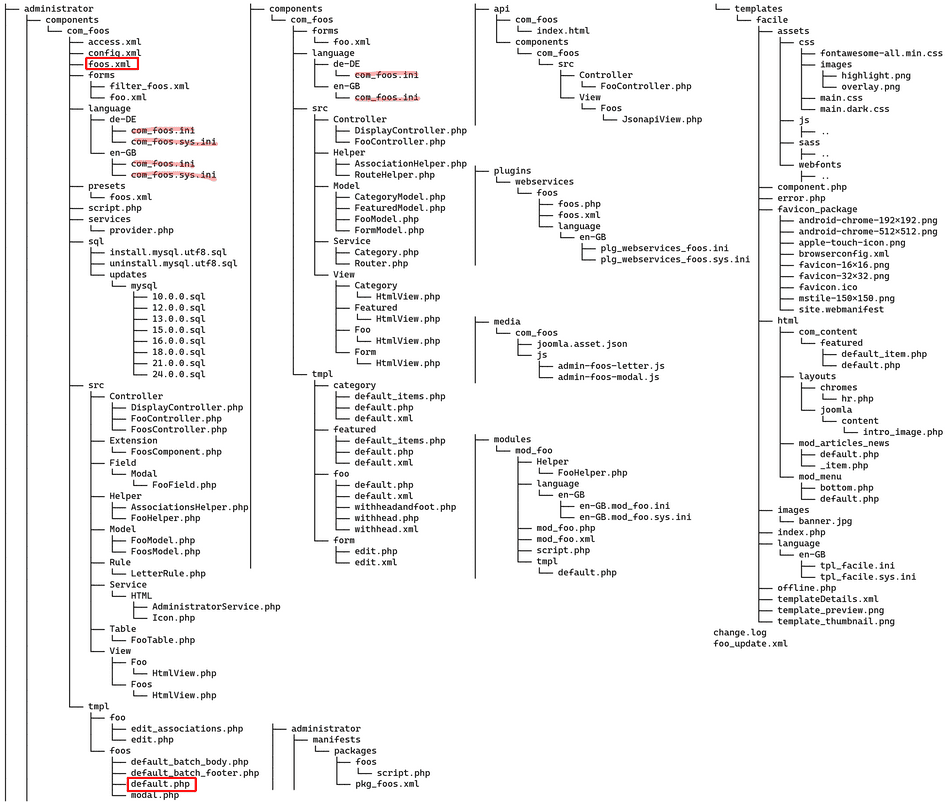 administrator
components
com_foos
access.xml
config.xml
foos.xml
forms
filter_foos.xml
foo.xml
language
de-DE
com_foos.ini
com_foos.sys.ini
en-GB
com_foos.ini
com_foos.sys.ini
presets
foos.xml
script.php
services
provider.php
sql
install.mysql.utf8.sql
uninstall.mysql.utf8.sql
updates
mysql
10.0.0.sql
12.0.0.sql
13.0.0.sql
15.0.0.sql
16.0.0.sql
18.0.0.sql
21.0.0.sql
24.0.0.sql
src
Controller
DisplayController.php
FooController.php
FoosController.php
Extension
FoosComponent.php
Field
Modal
FooField.php
Helper
AssociationsHelper.php
FooHelper.php
Model
FooModel.php
FoosModel.php
Rule
LetterRule.php
Service
HTML
AdministratorService.php
Icon.php
Table
FooTable.php
View
Foo
HtmlView.php
Foos
HtmlView.php
tmpl
foo
edit_associations.php
edit.php
foos
default_batch_body.php
default_batch_footer.php
default.php
modal.php
components
com_foos
forms
foo.xml
language
de-DE
com_foos.ini
en-GB
com_foos.ini
src
Controller
DisplayController.php
FooController.php
Helper
AssociationHelper.php
RouteHelper.php
Model
CategoryModel.php
FeaturedModel.php
FooModel.php
FormModel.php
Service
Category.php
Router.php
View
Category
HtmlView.php
Featured
HtmlView.php
Foo
HtmlView.php
Form
HtmlView.php
tmpl
category
default_items.php
default.php
default.xml
featured
default_items.php
default.php
default.xml
foo
default.php
default.xml
withheadandfoot.php
withhead.php
withhead.xml
form
edit.php
edit.xml
administrator
manifests
packages
foos
script.php
pkg_foos.xml
api
com_foos
index.html
components
com_foos
src
Controller
FooController.php
View
Foos
JsonapiView.php
plugins
webservices
foos
foos.php
foos.xml
language
en-GB
plg_webservices_foos.ini
plg_webservices_foos.sys.ini
media
com_foos
joomla.asset.json
js
admin-foos-letter.js
admin-foos-modal.js
modules
mod_foo
Helper
FooHelper.php
language
en-GB
en-GB.mod_foo.ini
en-GB.mod_foo.sys.ini
mod_foo.php
mod_foo.xml
script.php
tmpl
default.php
templates
facile
assets
css
fontawesome-all.min.css
images
highlight.png
overlay.png
main.css
main.dark.css
js
..
sass
..
webfonts
..
component.php
error.php
favicon_package
android-chrome-192×192.png
android-chrome-512×512.png
apple-touch-icon.png
browserconfig.xml
favicon-16×16.png
favicon-32×32.png
favicon.ico
mstile-150×150.png
site.webmanifest
html
com_content
featured
default_item.php
default.php
layouts
chromes
hr.php
joomla
content
intro_image.php
mod_articles_news
default.php
_item.php
mod_menu
bottom.php
default.php
images
banner.jpg
index.php
language
en-GB
tpl_facile.ini
tpl_facile.sys.ini
offline.php
templateDetails.xml
template_preview.png
template_thumbnail.png
change.log
foo_update.xml